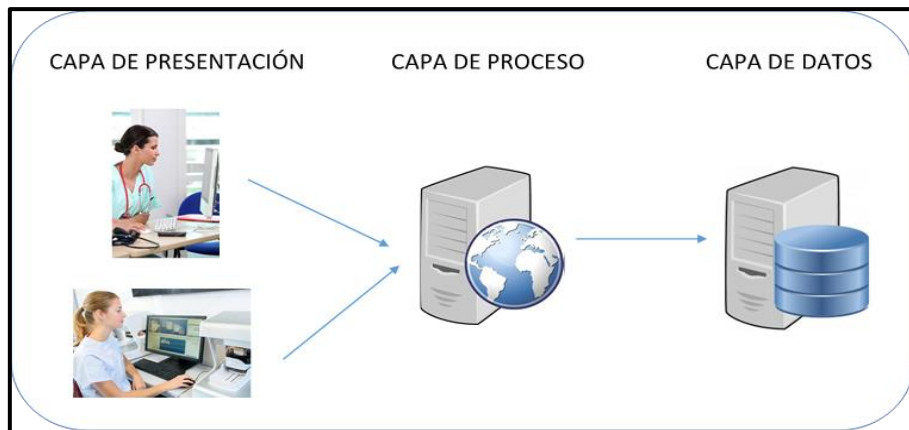 CAPA DE PRESENTACIÓN
CAPA DE PROCESO
CAPA DE DATOS